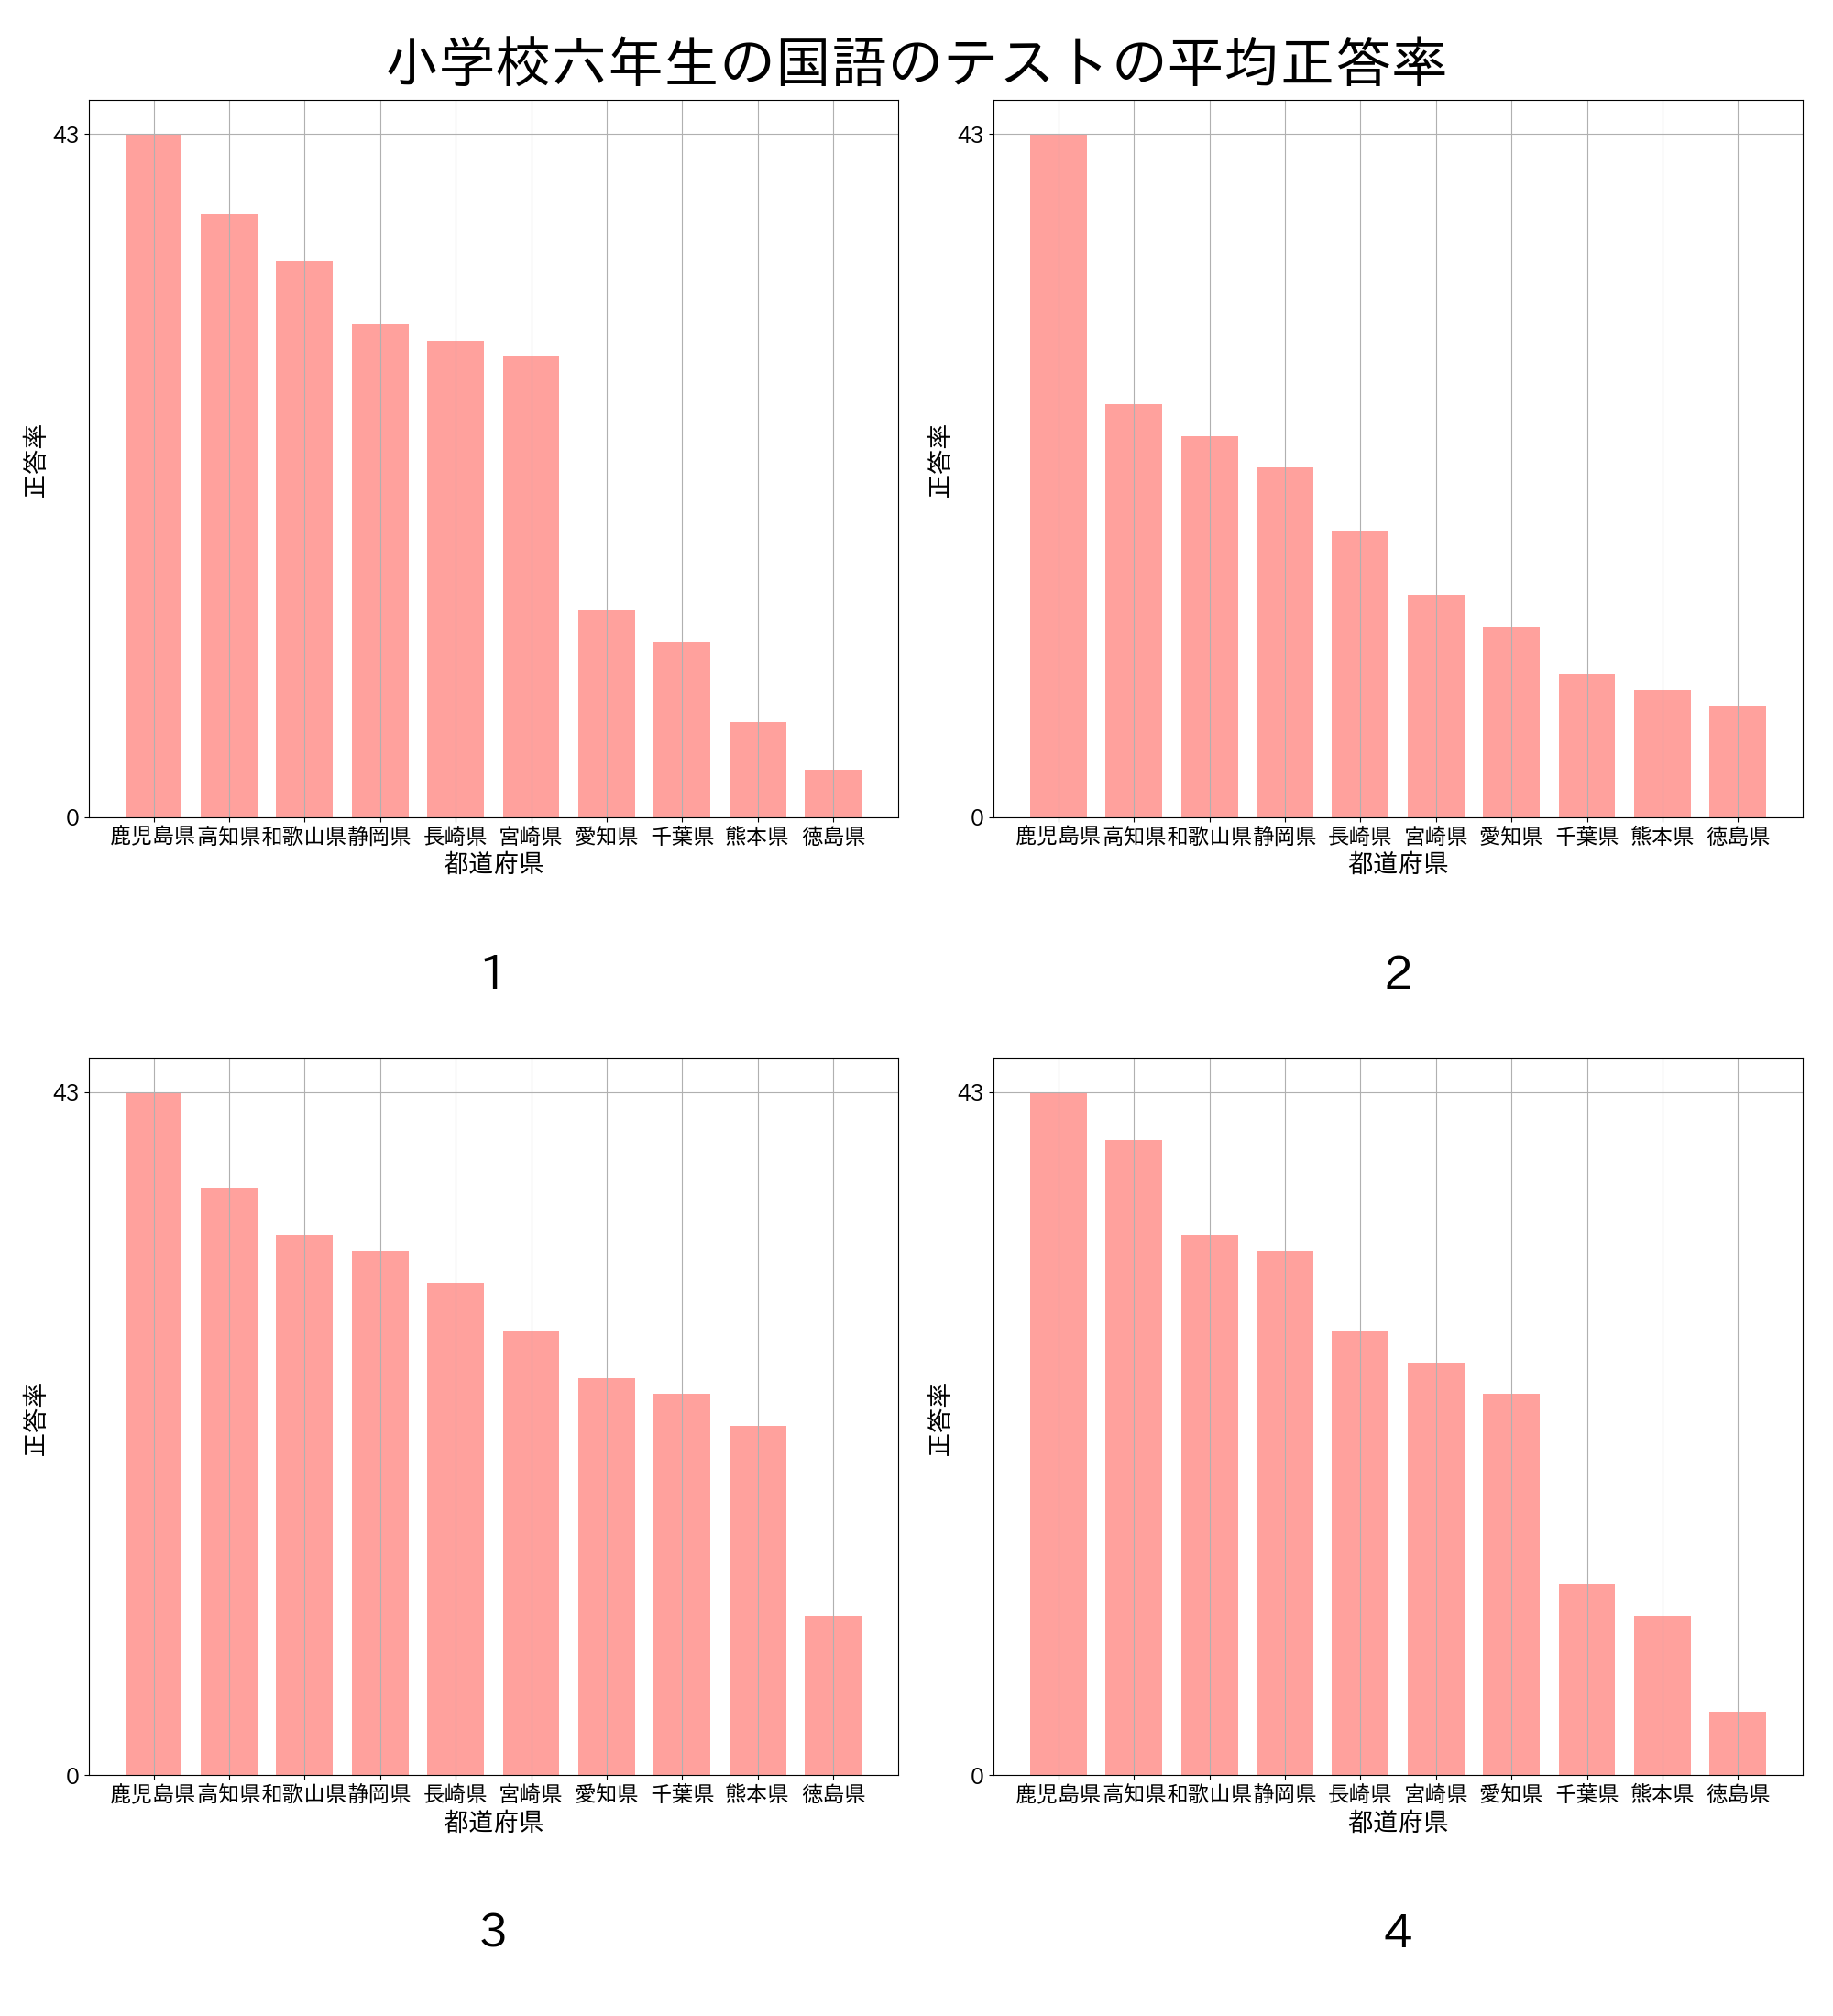 小学校六年生の国語のテストの平均正答率
43
0
正答率
鹿児島県 高知県 和歌山県 静岡県 長崎県 宮崎県 愛知県 千葉県 熊本県 徳島県
都道府県
1
43
0
正答率
鹿児島県 高知県 和歌山県 静岡県 長崎県 宮崎県 愛知県 千葉県 熊本県 徳島県
都道府県
2
43
0
正答率
鹿児島県 高知県 和歌山県 静岡県 長崎県 宮崎県 愛知県 千葉県 熊本県 徳島県
都道府県
3
43
0
正答率
鹿児島県 高知県 和歌山県 静岡県 長崎県 宮崎県 愛知県 千葉県 熊本県 徳島県
都道府県
4